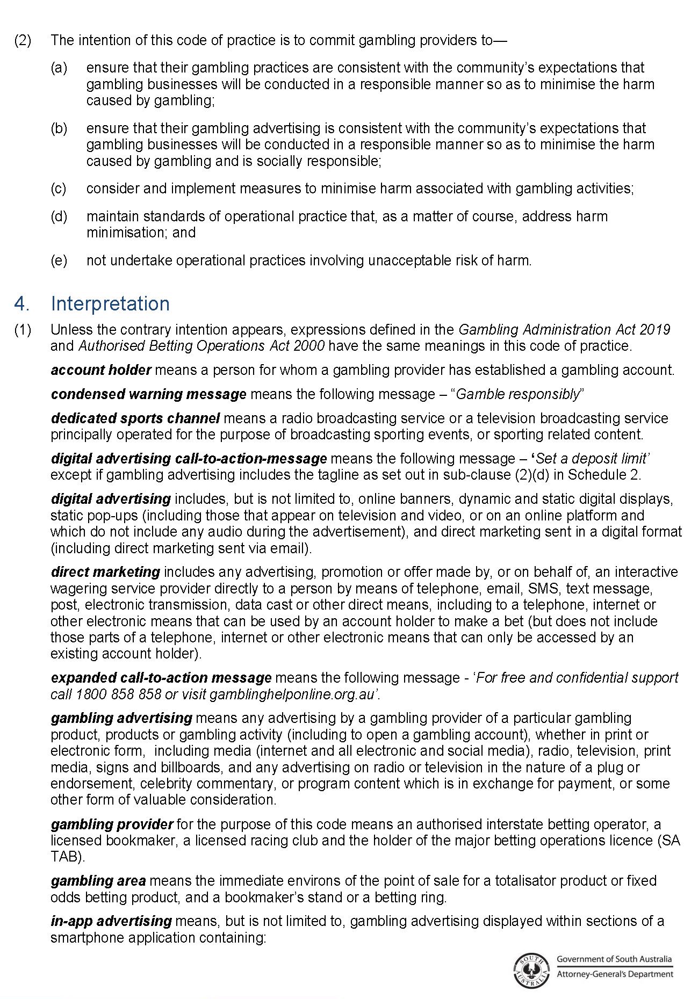 (2) The intention of this code of practice is to commit gambling providers to—
(a) ensure that their gambling practices are consistent with the community’s expectations that
gambling businesses will be conducted in a responsible manner so as to minimise the harm
caused by gambling;
(b) ensure that their gambling advertising is consistent with the community’s expectations that
gambling businesses will be conducted in a responsible manner so as to minimise the harm
caused by gambling and is socially responsible;
(c) consider and implement measures to minimise harm associated with gambling activities;
(d) maintain standards of operational practice that, as a matter of course, address harm
minimisation; and
(e) not undertake operational practices involving unacceptable risk of harm.
4. Interpretation
(1) Unless the contrary intention appears, expressions defined in the Gambling Administration Act 2019
and Authorised Betting Operations Act 2000 have the same meanings in this code of practice.
account holder means a person for whom a gambling provider has established a gambling account.
condensed warning message means the following message – “Gamble responsibly”
dedicated sports channel means a radio broadcasting service or a television broadcasting service
principally operated for the purpose of broadcasting sporting events, or sporting related content.
digital advertising call-to-action-message means the following message – ‘Set a deposit limit’
except if gambling advertising includes the tagline as set out in sub-clause (2)(d) in Schedule 2.
digital advertising includes, but is not limited to, online banners, dynamic and static digital displays,
static pop-ups (including those that appear on television and video, or on an online platform and
which do not include any audio during the advertisement), and direct marketing sent in a digital format
(including direct marketing sent via email).
direct marketing includes any advertising, promotion or offer made by, or on behalf of, an interactive
wagering service provider directly to a person by means of telephone, email, SMS, text message,
post, electronic transmission, data cast or other direct means, including to a telephone, internet or
other electronic means that can be used by an account holder to make a bet (but does not include
those parts of a telephone, internet or other electronic means that can only be accessed by an
existing account holder).
expanded call-to-action message means the following message - ‘For free and confidential support
call 1800 858 858 or visit gamblinghelponline.org.au’.
gambling advertising means any advertising by a gambling provider of a particular gambling
product, products or gambling activity (including to open a gambling account), whether in print or
electronic form,  including media (internet and all electronic and social media), radio, television, print
media, signs and billboards, and any advertising on radio or television in the nature of a plug or
endorsement, celebrity commentary, or program content which is in exchange for payment, or some
other form of valuable consideration.
gambling provider for the purpose of this code means an authorised interstate betting operator, a
licensed bookmaker, a licensed racing club and the holder of the major betting operations licence (SA
TAB).
gambling area means the immediate environs of the point of sale for a totalisator product or fixed
odds betting product, and a bookmaker’s stand or a betting ring.
in-app advertising means, but is not limited to, gambling advertising displayed within sections of a
smartphone application containing:
SOUTH AUSTRALIA
Government of South Australia
Attorney-General’s Department